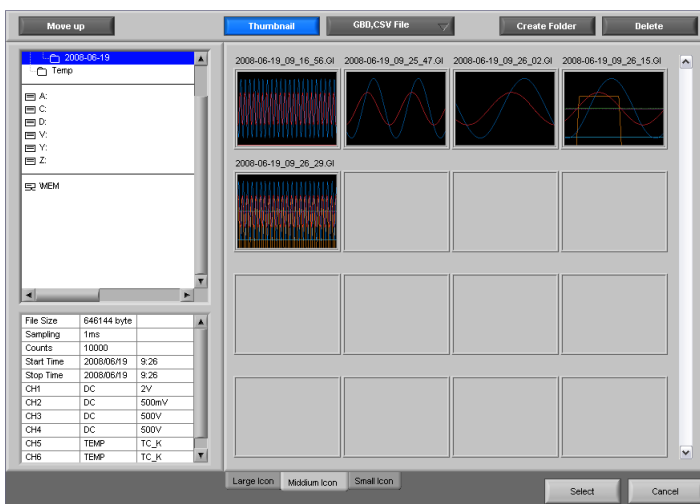 Move up
Thumbnail
GBD,CSV File
Create Folder
Delete
2008-06-19
Temp
A:
C:
D:
V:
Y:
Z:
\MEM
2008-06-19_09_16_56.GI
2008-06-19_09_25_47.GI
2008-06-19_09_26_02.GI
2008-06-19_09_26_15.GI
2008-06-19_09_26_29.GI
File Size 646144 byte
Sampling 1ms
Counts 10000
Start Time 2008/06/19 9:26
Stop Time 2008/06/19 9:26
CH1 DC 2V
CH2 DC 500mV
CH3 DC 500V
CH4 DC 500V
CH5 TEMP TC_K
CH6 TEMP TC_K
Large Icon
Middium Icon
Small Icon
Select
Cancel